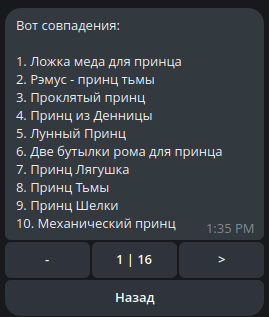 Вот совпадения:
1. Ложка меда для принца
2. Рэмус - принц тьмы
3. Проклятый принц
4. Принц из Денницы
5. Лунный Принц
6. Две бутылки рома для принца
7. Принц Лягушка
8. Принц Тьмы
9. Принц Шелки
10. Механический принц
1:35 PM
- 1 | 16 >
Назад